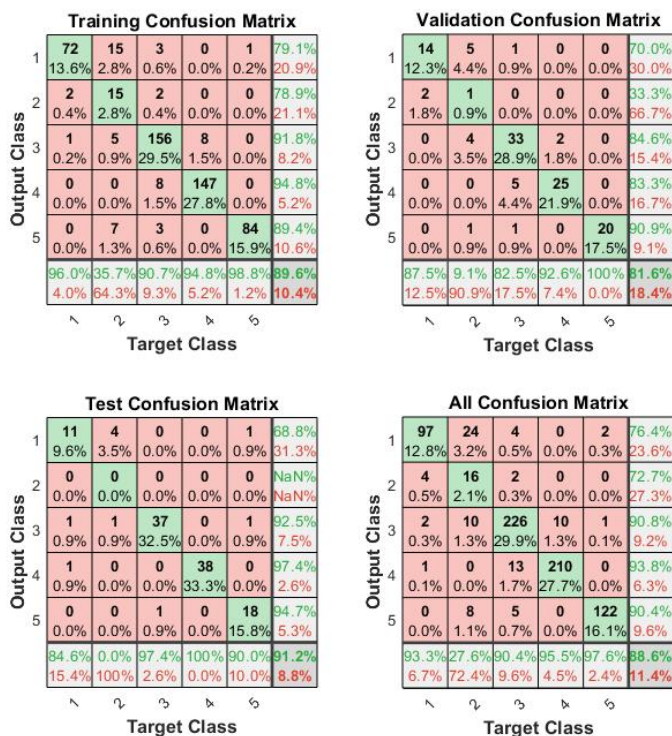 Training Confusion Matrix
1 72 15 3 0 1 79.1%
13.6% 2.8% 0.6% 0.0% 0.2% 20.9%
2 2 15 2 0 0 78.9%
0.4% 2.8% 0.4% 0.0% 0.0% 21.1%
3 1 5 156 8 0 91.8%
0.2% 0.9% 29.5% 1.5% 0.0% 8.2%
4 0 0 8 147 0 94.8%
0.0% 0.0% 1.5% 27.8% 0.0% 5.2%
5 0 7 3 0 84 89.4%
0.0% 1.3% 0.6% 0.0% 15.9% 10.6%
96.0% 35.7% 90.7% 94.8% 98.8% 89.6%
4.0% 64.3% 9.3% 5.2% 1.2% 10.4%
1 2 3 4 5
Target Class
Output Class
Validation Confusion Matrix
1 14 5 1 0 0 70.0%
12.3% 4.4% 0.9% 0.0% 0.0% 30.0%
2 2 1 0 0 0 33.3%
1.8% 0.9% 0.0% 0.0% 0.0% 66.7%
3 0 4 33 2 0 84.6%
0.0% 3.5% 28.9% 1.8% 0.0% 15.4%
4 0 0 5 25 0 83.3%
0.0% 0.0% 4.4% 21.9% 0.0% 16.7%
5 0 1 1 0 20 90.9%
0.0% 0.9% 0.9% 0.0% 17.5% 9.1%
87.5% 9.1% 82.5% 92.6% 100% 81.6%
12.5% 90.9% 17.5% 7.4% 0.0% 18.4%
1 2 3 4 5
Target Class
Output Class
Test Confusion Matrix
1 11 4 0 0 1 68.8%
9.6% 3.5% 0.0% 0.0% 0.9% 31.3%
2 0 0 0 0 0 NaN%
0.0% 0.0% 0.0% 0.0% 0.0% NaN%
3 1 1 37 0 1 92.5%
0.9% 0.9% 32.5% 0.0% 0.9% 7.5%
4 1 0 0 38 0 97.4%
0.9% 0.0% 0.0% 33.3% 0.0% 2.6%
5 0 0 1 0 18 94.7%
0.0% 0.0% 0.9% 0.0% 15.8% 5.3%
84.6% 0.0% 97.4% 100% 90.0% 91.2%
15.4% 100% 2.6% 0.0% 10.0% 8.8%
1 2 3 4 5
Target Class
Output Class
All Confusion Matrix
1 97 24 4 0 2 76.4%
12.8% 3.2% 0.5% 0.0% 0.3% 23.6%
2 4 16 2 0 0 72.7%
0.5% 2.1% 0.3% 0.0% 0.0% 27.3%
3 2 10 226 10 1 90.8%
0.3% 1.3% 29.9% 1.3% 0.1% 9.2%
4 1 0 13 210 0 93.8%
0.1% 0.0% 1.7% 27.7% 0.0% 6.3%
5 0 8 5 0 122 90.4%
0.0% 1.1% 0.7% 0.0% 16.1% 9.6%
93.3% 27.6% 90.4% 95.5% 97.6% 88.6%
6.7% 72.4% 9.6% 4.5% 2.4% 11.4%
1 2 3 4 5
Target Class
Output Class